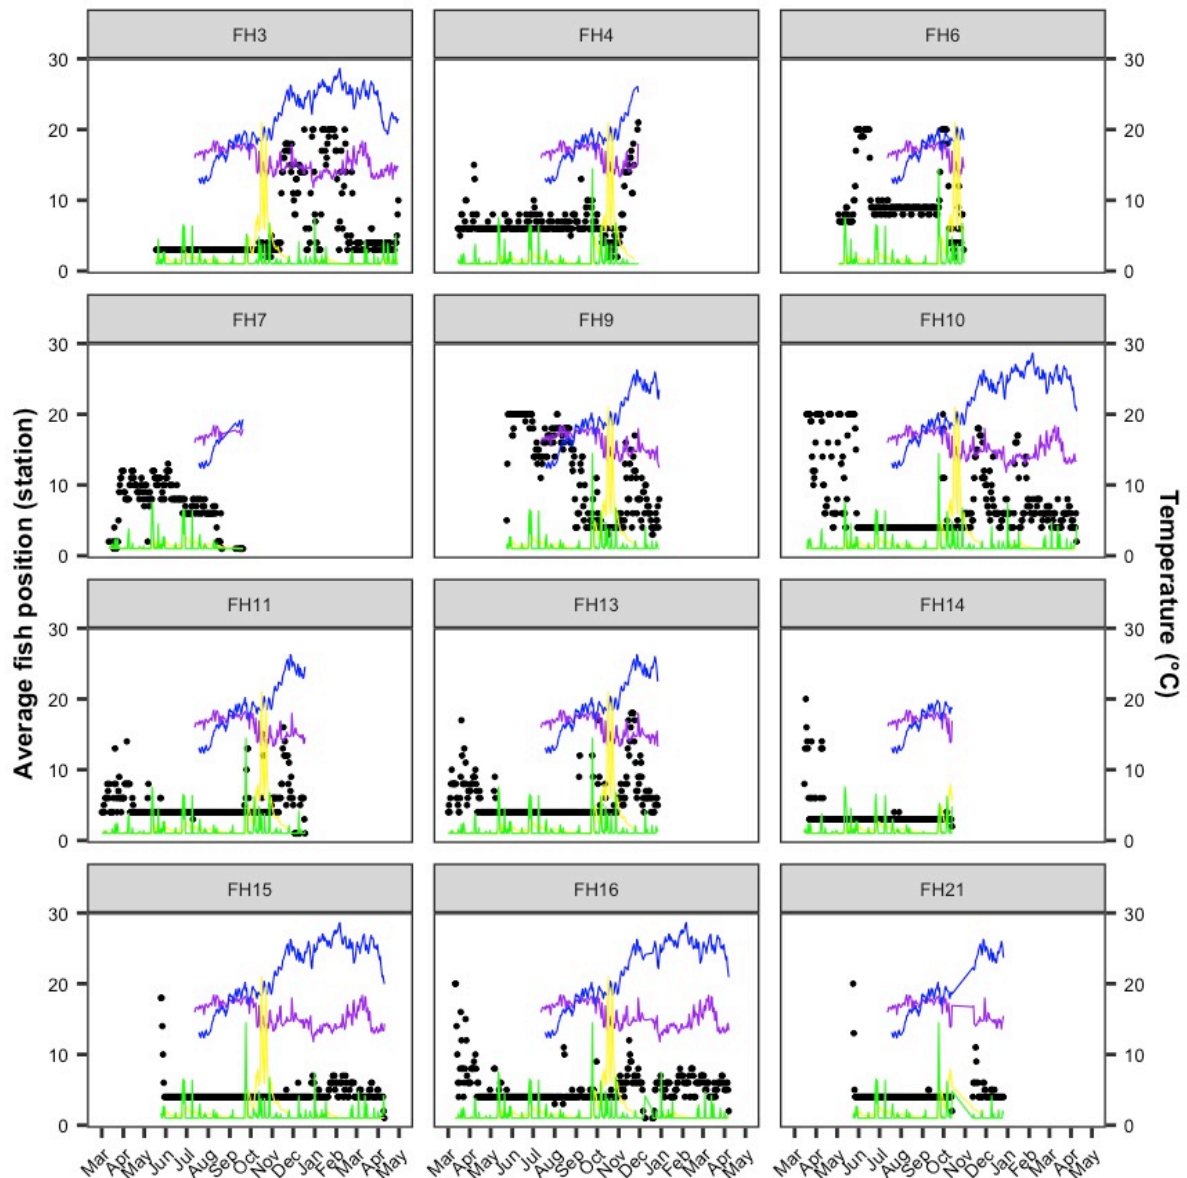 FH3 FH4 FH6
30 30
20 20
10 10
0 0
FH7 FH9 FH10
30 30
20 20
10 10
0 0
Average fish position (station)
Temperature (°C)
FH11 FH13 FH14
30 30
20 20
10 10
0 0
FH15 FH16 FH21
30 30
20 20
10 10
0 0
Mar Apr May Jun Jul Aug Sep Oct Nov Dec Jan Feb Mar Apr May Mar Apr May Jun Jul Aug Sep Oct Nov Dec Jan Feb Mar Apr May Mar Apr May Jun Jul Aug Sep Oct Nov Dec Jan Feb Mar Apr May